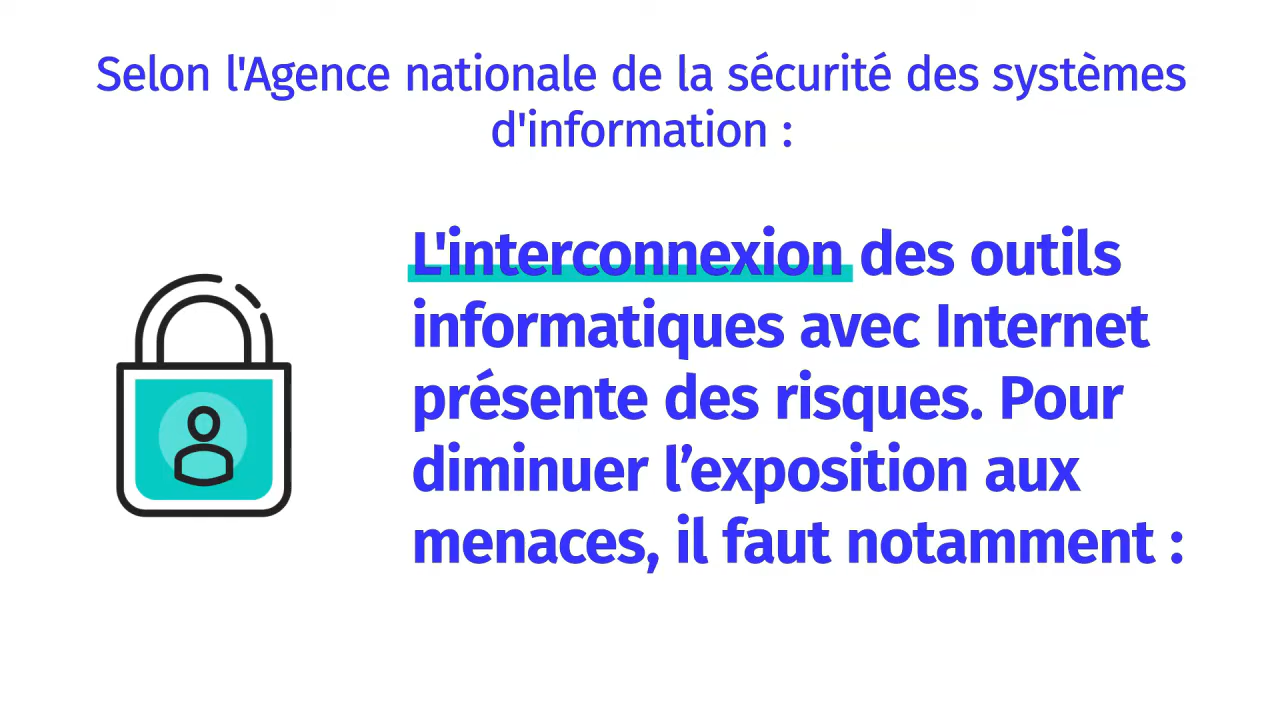 Selon l'Agence nationale de la sécurité des systèmes
d'information :
L'interconnexion des outils
informatiques avec Internet
présente des risques. Pour
diminuer l’exposition aux
menaces, il faut notamment :